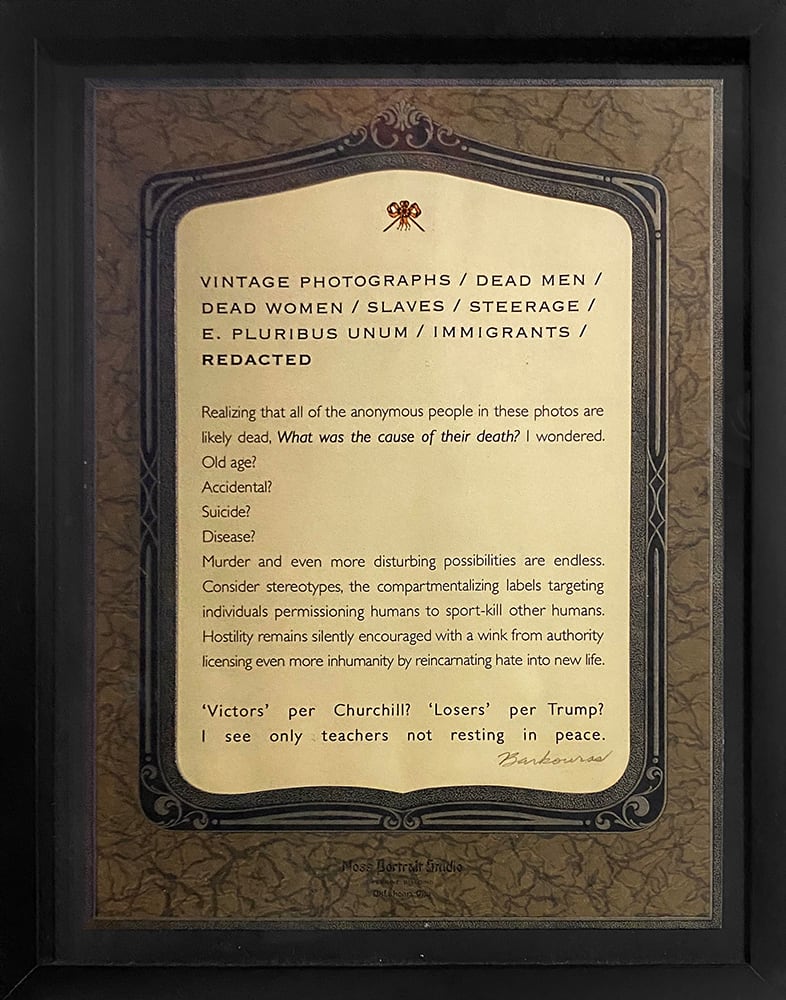 VINTAGE PHOTOGRAPHS / DEAD MEN /
DEAD WOMEN / SLAVES / STEERAGE /
E. PLURIBUS UNUM / IMMIGRANTS /
REDACTED
Realizing that all of the anonymous people in these photos are
likely dead, What was the cause of their death? I wondered.
Old age?
Accidental?
Suicide?
Disease?
Murder and even more disturbing possibilities are endless.
Consider stereotypes, the compartmentalizing labels targeting
individuals permissioning humans to sport-kill other humans.
Hostility remains silently encouraged with a wink from authority
licensing even more inhumanity by reincarnating hate into new life.
‘Victors’ per Churchill? ‘Losers’ per Trump?
I see only teachers not resting in peace.
Moss Portrait Studio
Oklahoma City